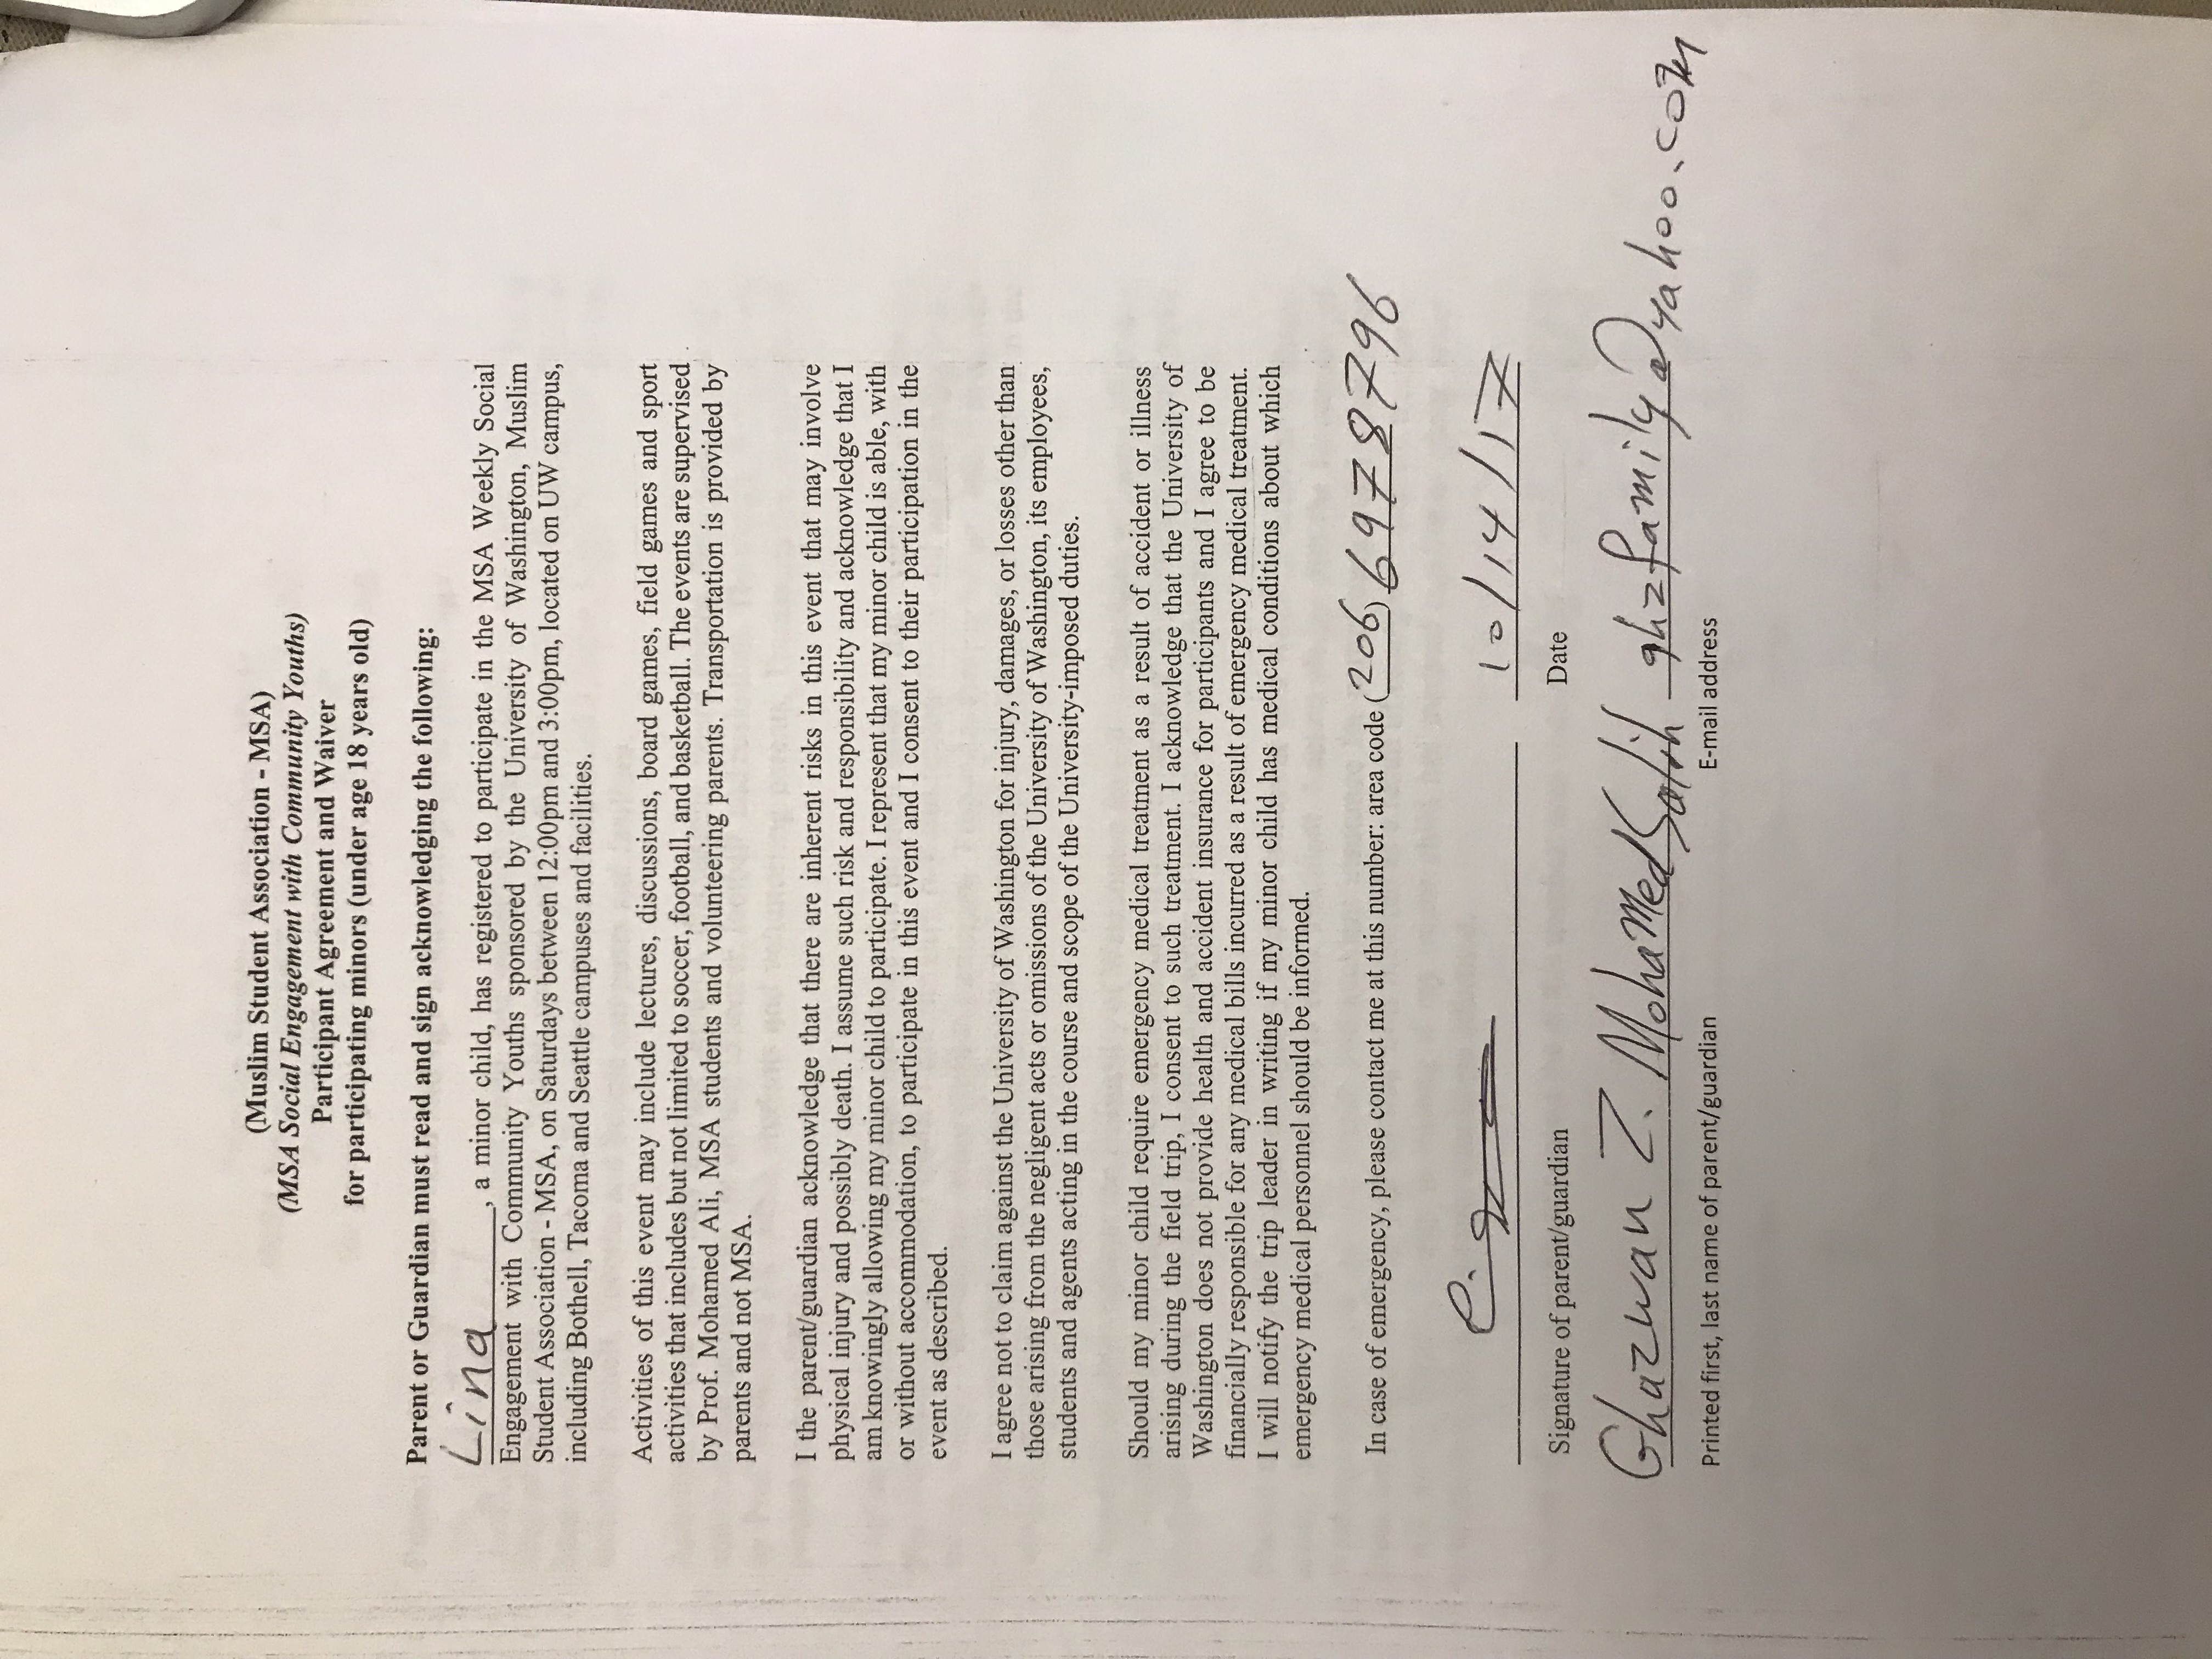 (Muslim Student Association - MSA)
(MSA Social Engagement with Community Youths)
Participant Agreement and Waiver
for participating minors (under age 18 years old)
Parent or Guardian must read and sign acknowledging the following:
Lina, a minor child, has registered to participate in the MSA Weekly Social
Engagement with Community Youths sponsored by the University of Washington, Muslim
Student Association - MSA, on Saturdays between 12:00pm and 3:00pm, located on UW campus,
including Bothell, Tacoma and Seattle campuses and facilities.
Activities of this event may include lectures, discussions, board games, field games and sport
activities that includes but not limited to soccer, football, and basketball. The events are supervised
by Prof. Mohamed Ali, MSA students and volunteering parents. Transportation is provided by
parents and not MSA.
I the parent/guardian acknowledge that there are inherent risks in this event that may involve
physical injury and possibly death. I assume such risk and responsibility and acknowledge that I
am knowingly allowing my minor child to participate. I represent that my minor child is able, with
or without accommodation, to participate in this event and I consent to their participation in the
event as described.
I agree not to claim against the University of Washington for injury, damages, or losses other than
those arising from the negligent acts or omissions of the University of Washington, its employees,
students and agents acting in the course and scope of the University-imposed duties.
Should my minor child require emergency medical treatment as a result of accident or illness
arising during the field trip, I consent to such treatment. I acknowledge that the University of
Washington does not provide health and accident insurance for participants and I agree to be
financially responsible for any medical bills incurred as a result of emergency medical treatment.
I will notify the trip leader in writing if my minor child has medical conditions about which
emergency medical personnel should be informed.
In case of emergency, please contact me at this number: area code (206) 6978796
10/14/17
Signature of parent/guardian Date
Ghazwan Z. MohamedSalih ghzfamily@yahoo.com
Printed first, last name of parent/guardian E-mail address